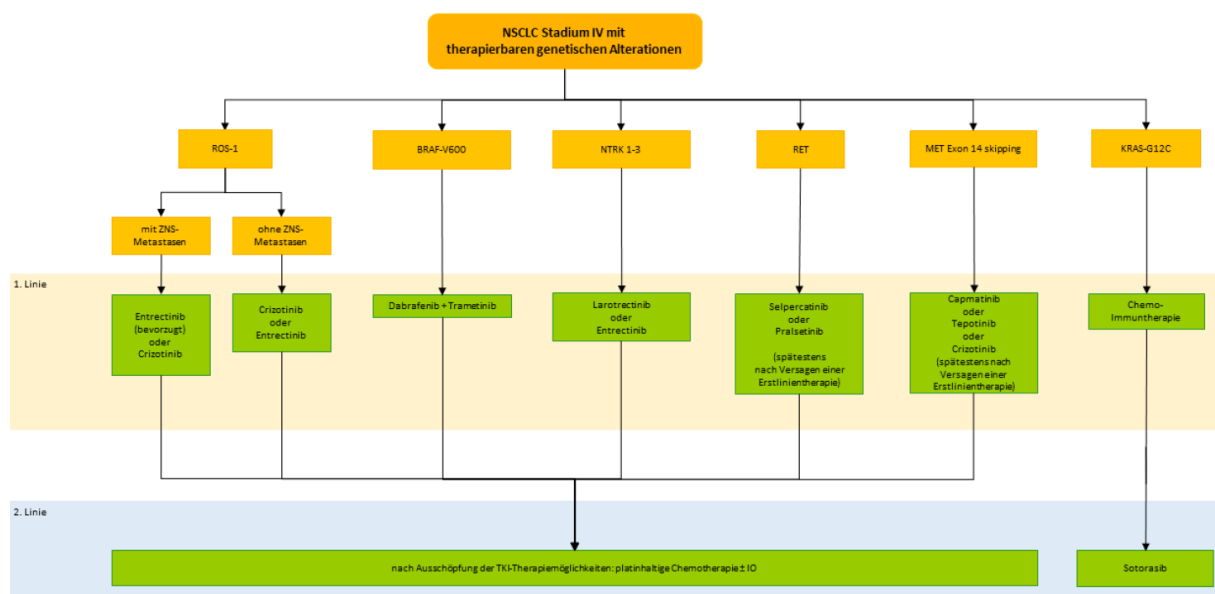 NSCLC Stadium IV mit
therapierbaren genetischen Alterationen
ROS-1
BRAF-V600
NTRK 1-3
RET
MET Exon 14 skipping
KRAS-G12C
mit ZNS-
Metastasen
ohne ZNS-
Metastasen
1. Linie
Entrectinib
(bevorzugt)
oder
Crizotinib
Crizotinib
oder
Entrectinib
Dabrafenib + Trametinib
Larotrectinib
oder
Entrectinib
Selpercatinib
oder
Pralsetinib
(spätestens
nach Versagen einer
Erstlinientherapie)
Capmatinib
oder
Tepotinib
oder
Crizotinib
(spätestens nach
Versagen einer
Erstlinientherapie)
Chemo-
Immuntherapie
2. Linie
nach Ausschöpfung der TKI-Therapiemöglichkeiten: platinhaltige Chemotherapie ± IO
Sotorasib